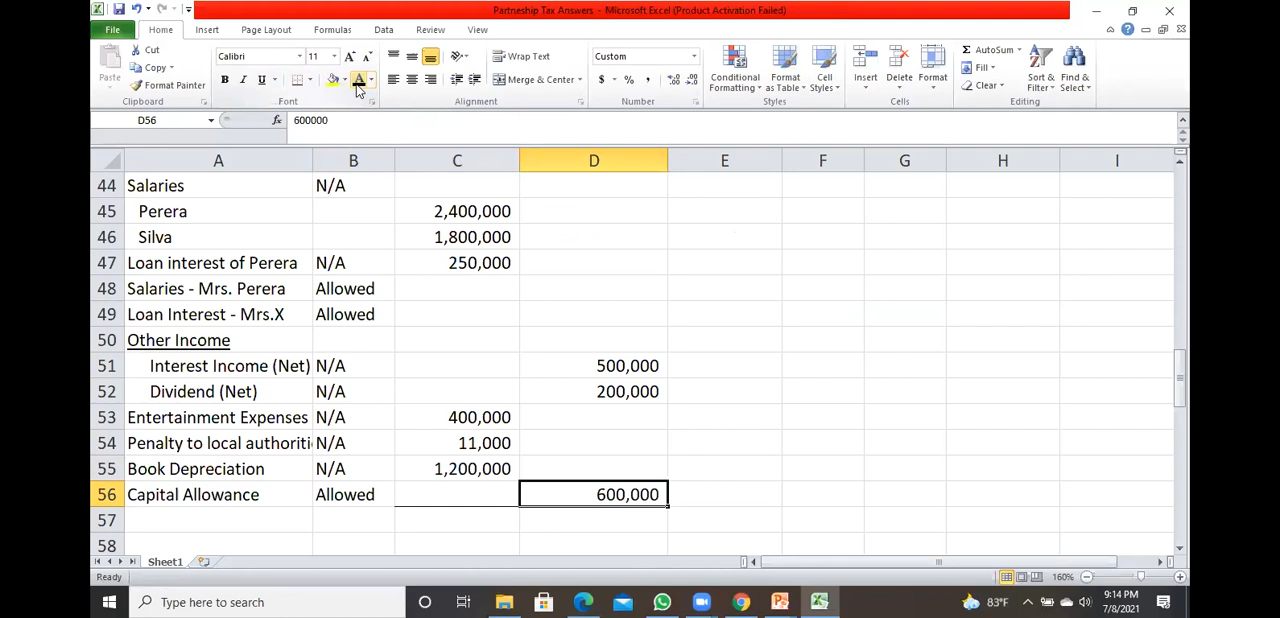 Partneship Tax Answers - Microsoft Excel (Product Activation Failed)
File Home Insert Page Layout Formulas Data Review View
Paste Cut Copy Format Painter Clipboard
Calibri 11 B I U A Font
Wrap Text Merge & Center Alignment
Custom $ % , Number
Conditional Formatting Format as Table Cell Styles Styles
Insert Delete Format Cells
AutoSum Fill Clear Sort & Filter Find & Select Editing
D56 fx 600000
A B C D E F G H I
44 Salaries N/A
45 Perera 2,400,000
46 Silva 1,800,000
47 Loan interest of Perera N/A 250,000
48 Salaries - Mrs. Perera Allowed
49 Loan Interest - Mrs.X Allowed
50 Other Income
51 Interest Income (Net) N/A 500,000
52 Dividend (Net) N/A 200,000
53 Entertainment Expenses N/A 400,000
54 Penalty to local authoriti N/A 11,000
55 Book Depreciation N/A 1,200,000
56 Capital Allowance Allowed 600,000
57
58
Sheet1
Ready 160%
Type here to search 83°F 9:14 PM
7/8/2021